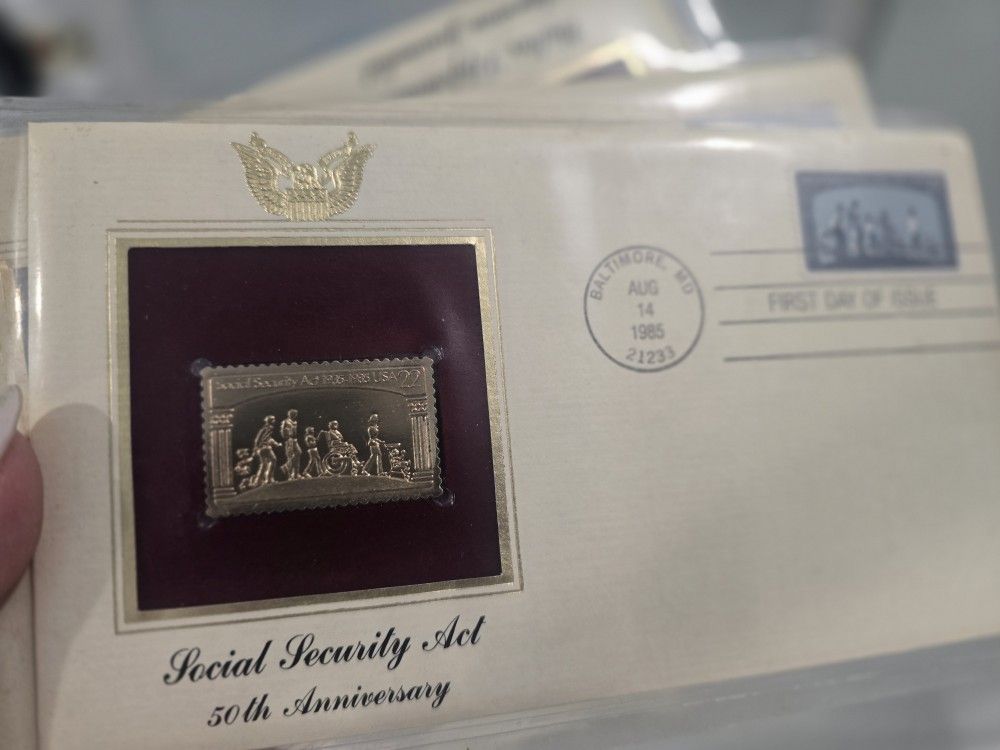 Social Security Act 1935-1985 USA 22
BALTIMORE, MD
AUG
14
1985
21233
FIRST DAY OF ISSUE
Social Security Act
50th Anniversary